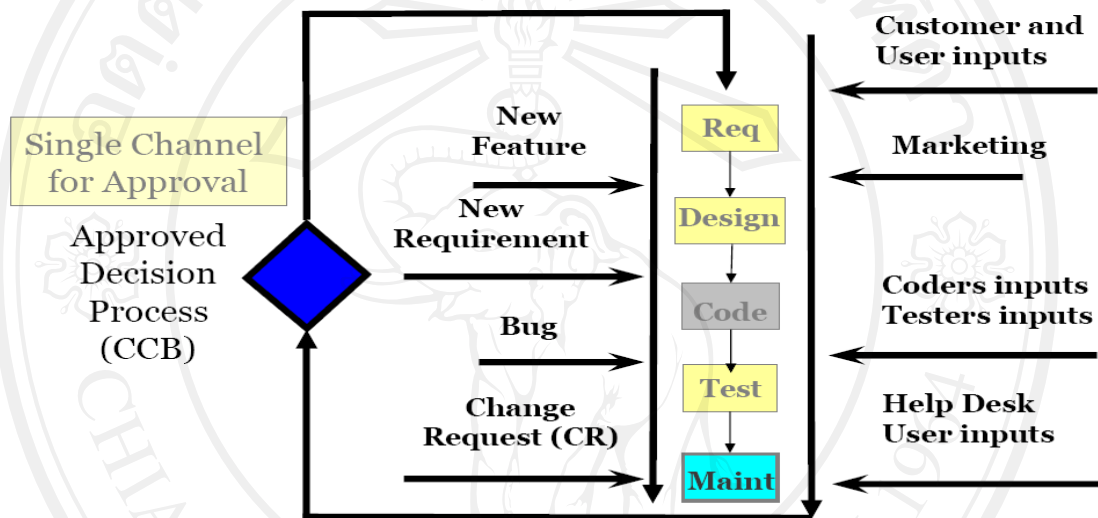 Single Channel
for Approval
Approved
Decision
Process
(CCB)
New
Feature
New
Requirement
Bug
Change
Request (CR)
Req
Design
Code
Test
Maint
Customer and
User inputs
Marketing
Coders inputs
Testers inputs
Help Desk
User inputs